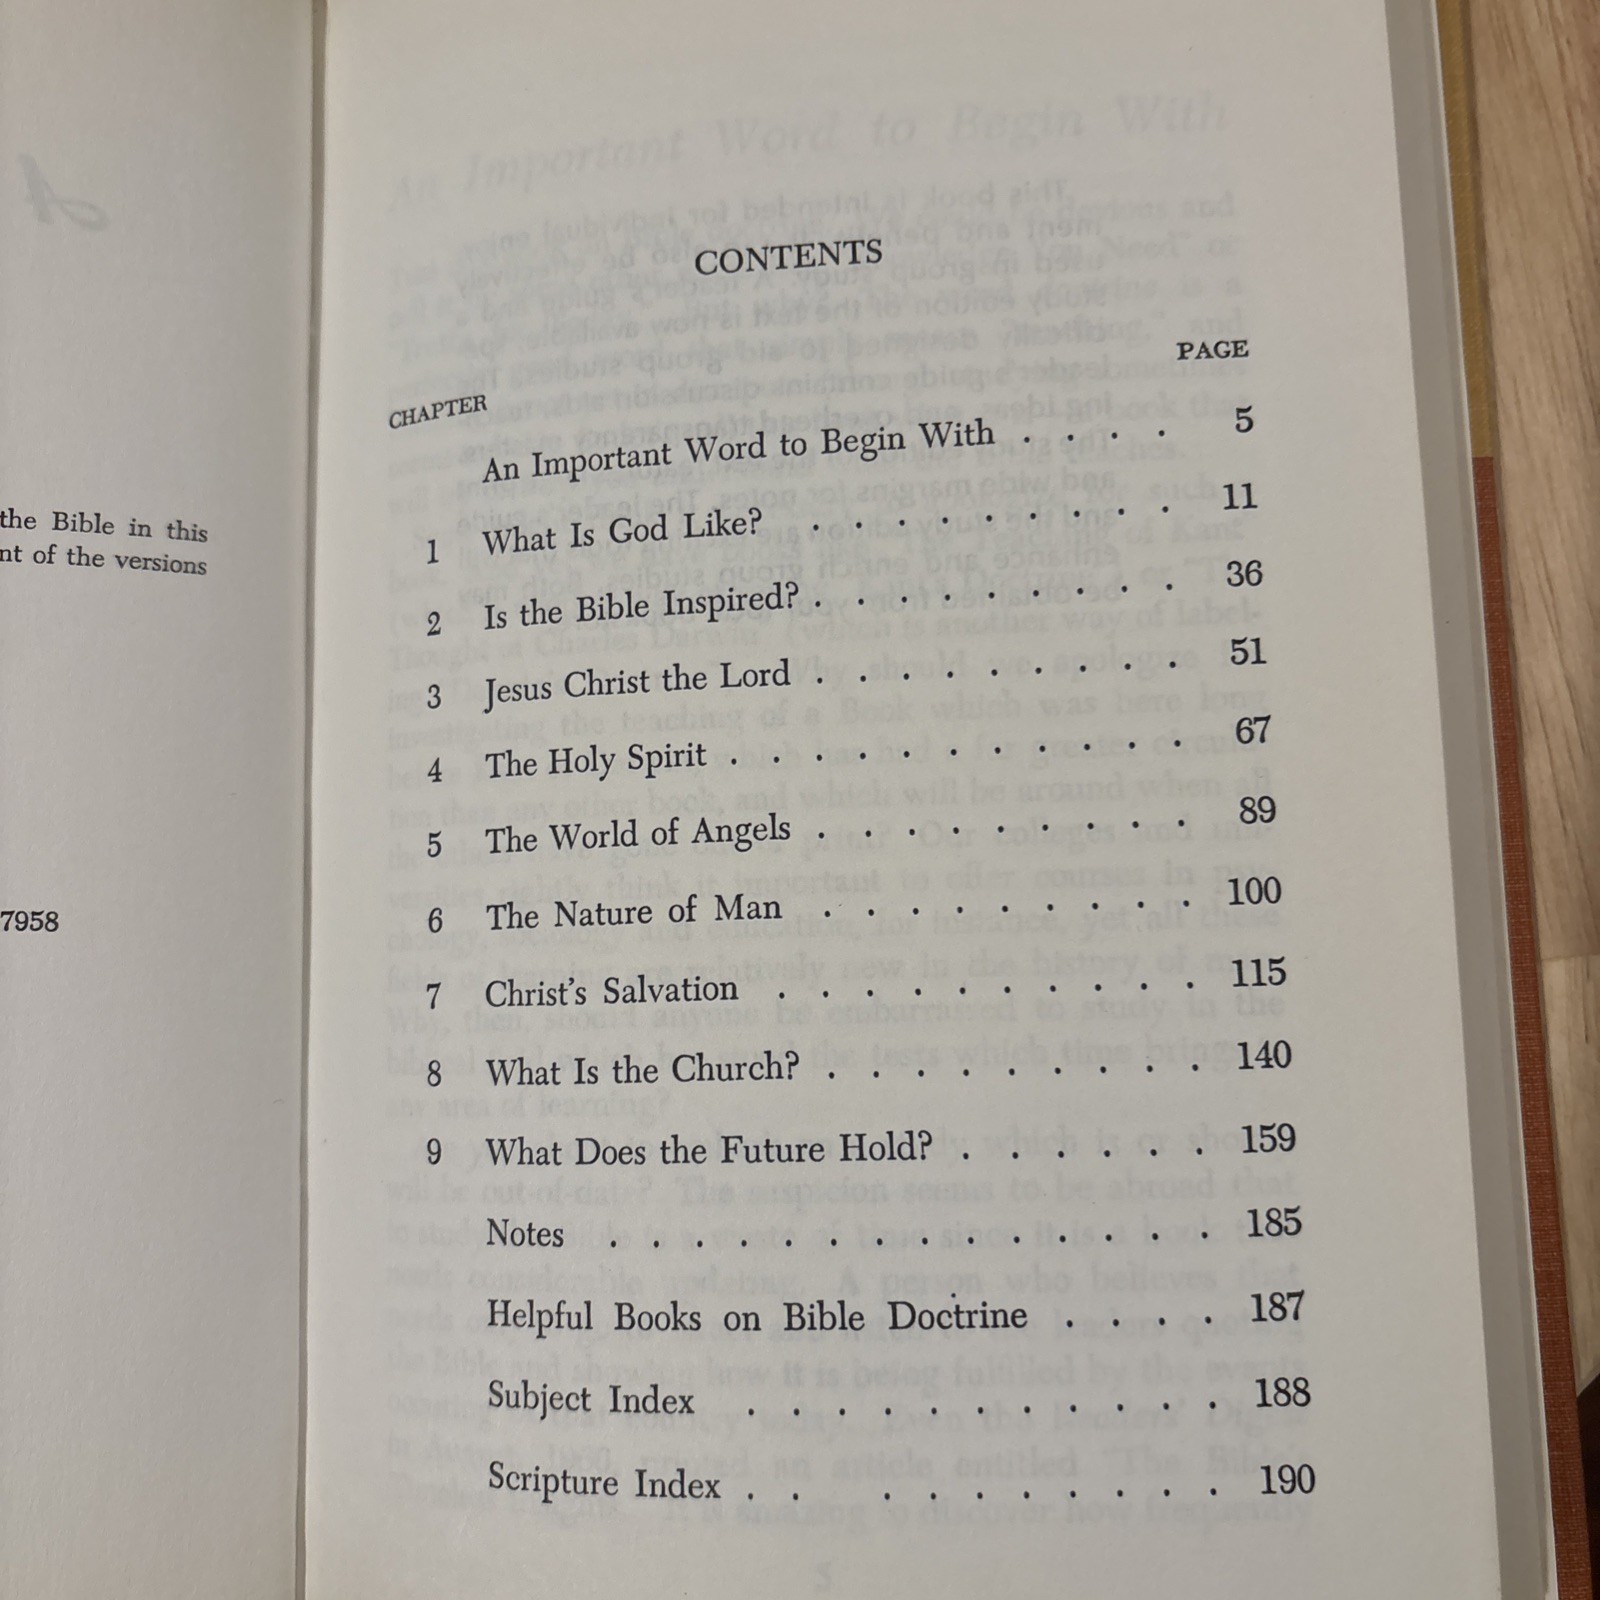 the Bible in this
nt of the versions
7958
CONTENTS
PAGE
CHAPTER
An Important Word to Begin With . . . . 5
1 What Is God Like? . . . . . . . . . 11
2 Is the Bible Inspired? . . . . . . . . . 36
3 Jesus Christ the Lord . . . . . . . . . 51
4 The Holy Spirit . . . . . . . . . . . 67
5 The World of Angels . . . . . . . . . 89
6 The Nature of Man . . . . . . . . . 100
7 Christ's Salvation . . . . . . . . . . 115
8 What Is the Church? . . . . . . . . . 140
9 What Does the Future Hold? . . . . . . 159
Notes . . . . . . . . . . . . . . 185
Helpful Books on Bible Doctrine . . . . 187
Subject Index . . . . . . . . . . . 188
Scripture Index . . . . . . . . . . 190